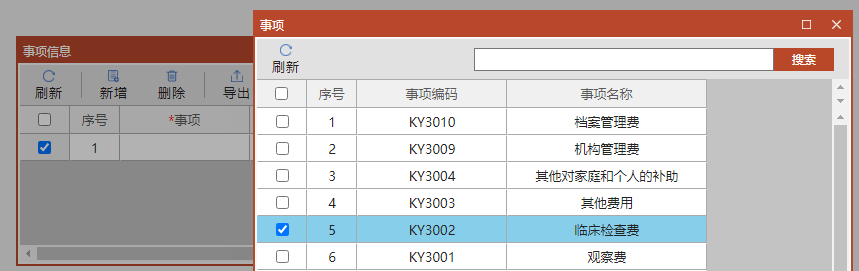 事项信息
刷新 新增 删除 导出
序号 *事项
1
事项
刷新 搜索
序号 事项编码 事项名称
1 KY3010 档案管理费
2 KY3009 机构管理费
3 KY3004 其他对家庭和个人的补助
4 KY3003 其他费用
5 KY3002 临床检查费
6 KY3001 观察费